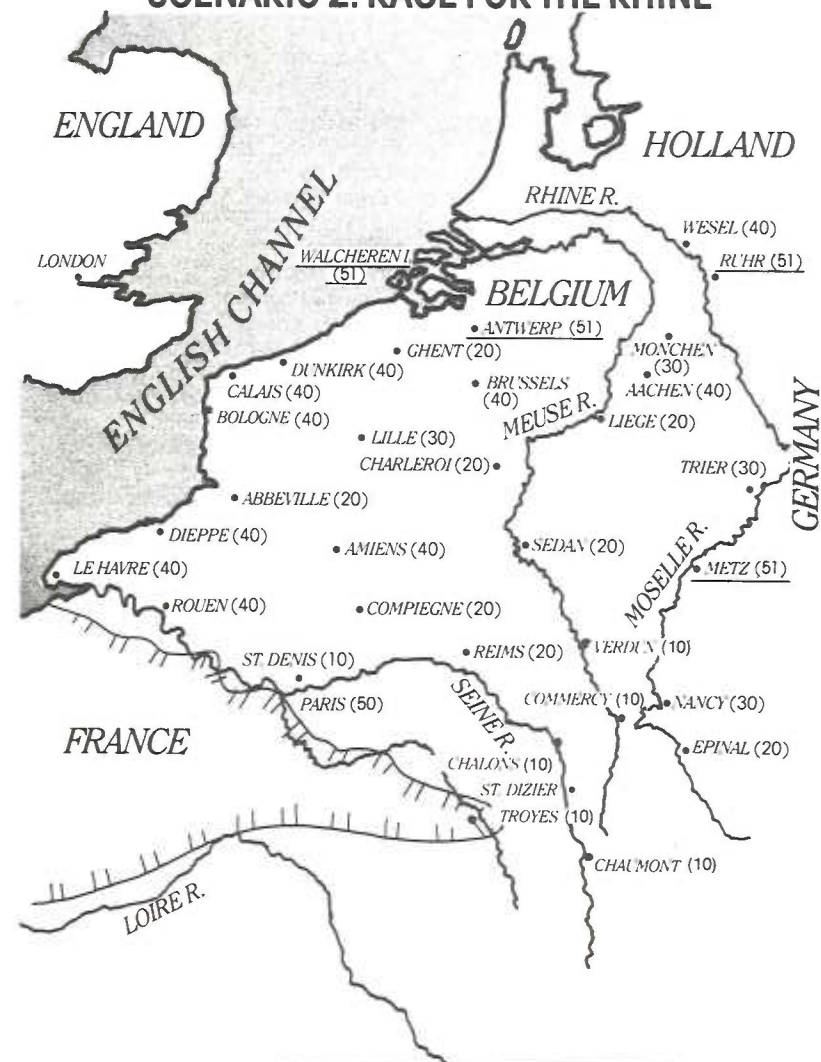 SCENARIO 2: RACE FOR THE RHINE
ENGLAND
HOLLAND
RHINE R.
WESEL (40)
LONDON
WALCHEREN I.
(51)
RUHR (51)
ENGLISH CHANNEL
BELGIUM
ANTWERP (51)
MONCHEN
(30)
GHENT (20)
DUNKIRK (40)
CALAIS (40)
BRUSSELS
(40)
AACHEN (40)
BOLOGNE (40)
MEUSE R.
LIEGE (20)
GERMANY
LILLE (30)
CHARLEROI (20)
TRIER (30)
ABBEVILLE (20)
DIEPPE (40)
AMIENS (40)
SEDAN (20)
MOSELLE R.
LE HAVRE (40)
METZ (51)
ROUEN (40)
COMPIEGNE (20)
ST. DENIS (10)
REIMS (20)
VERDUN (10)
PARIS (50)
SEINE R.
COMMERCY (10)
NANCY (30)
FRANCE
EPINAL (20)
CHALONS (10)
ST. DIZIER
TROYES (10)
CHAUMONT (10)
LOIRE R.